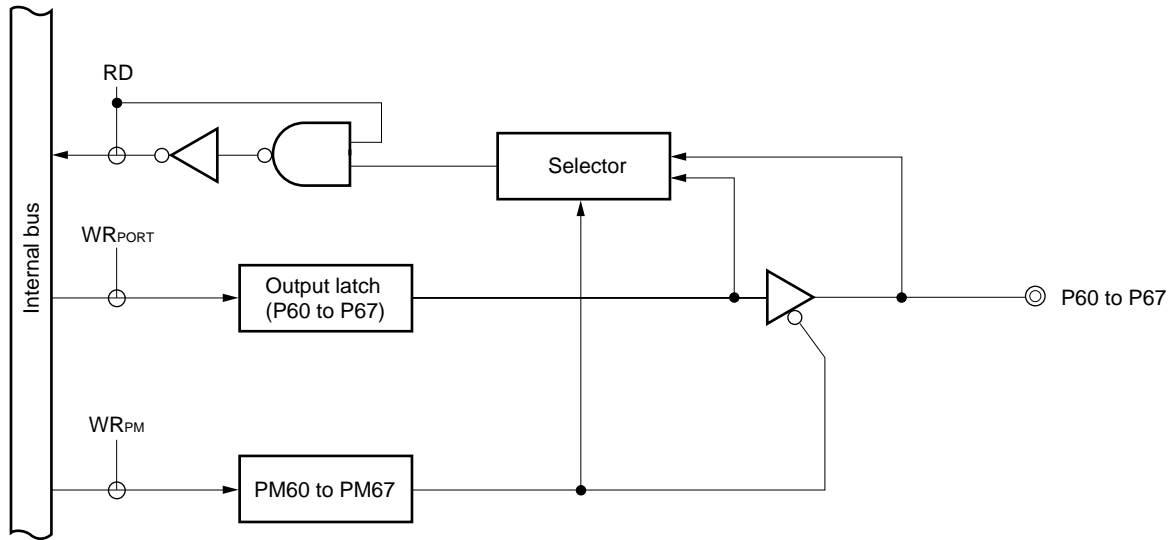 RD
Selector
Internal bus
WRPORT
Output latch
(P60 to P67)
P60 to P67
WRPM
PM60 to PM67